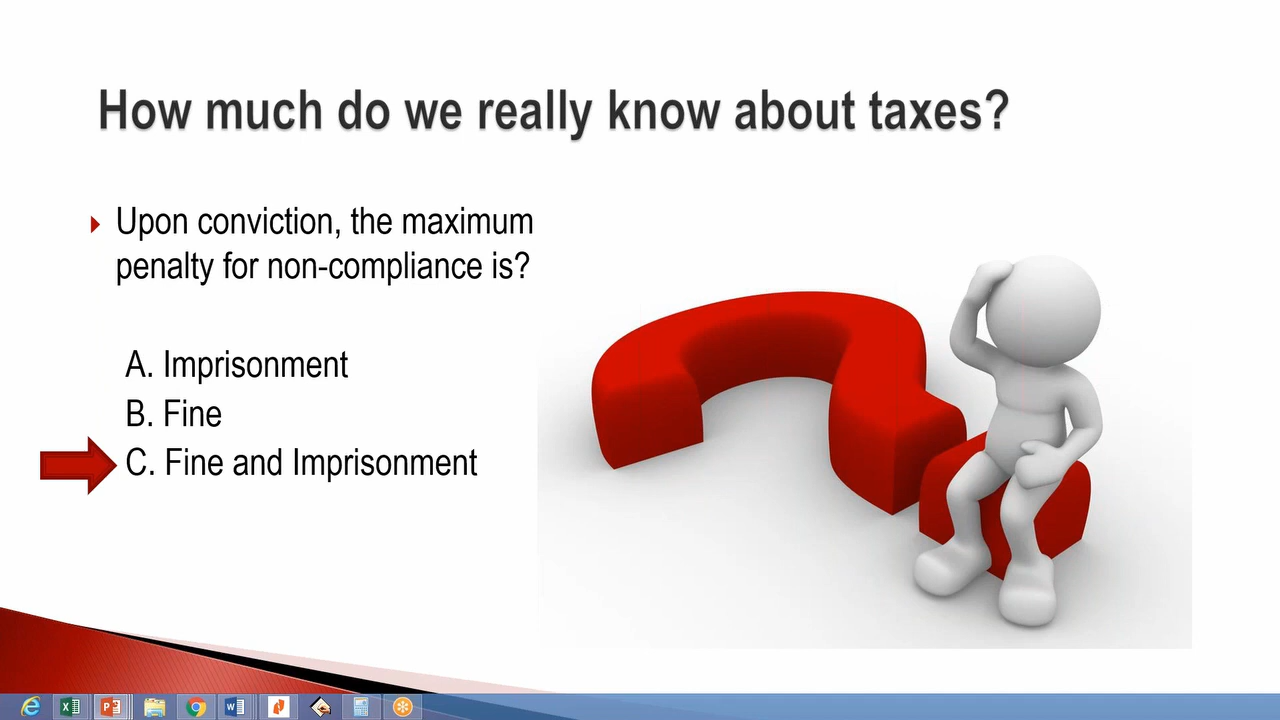 How much do we really know about taxes?
Upon conviction, the maximum
penalty for non-compliance is?
A. Imprisonment
B. Fine
C. Fine and Imprisonment